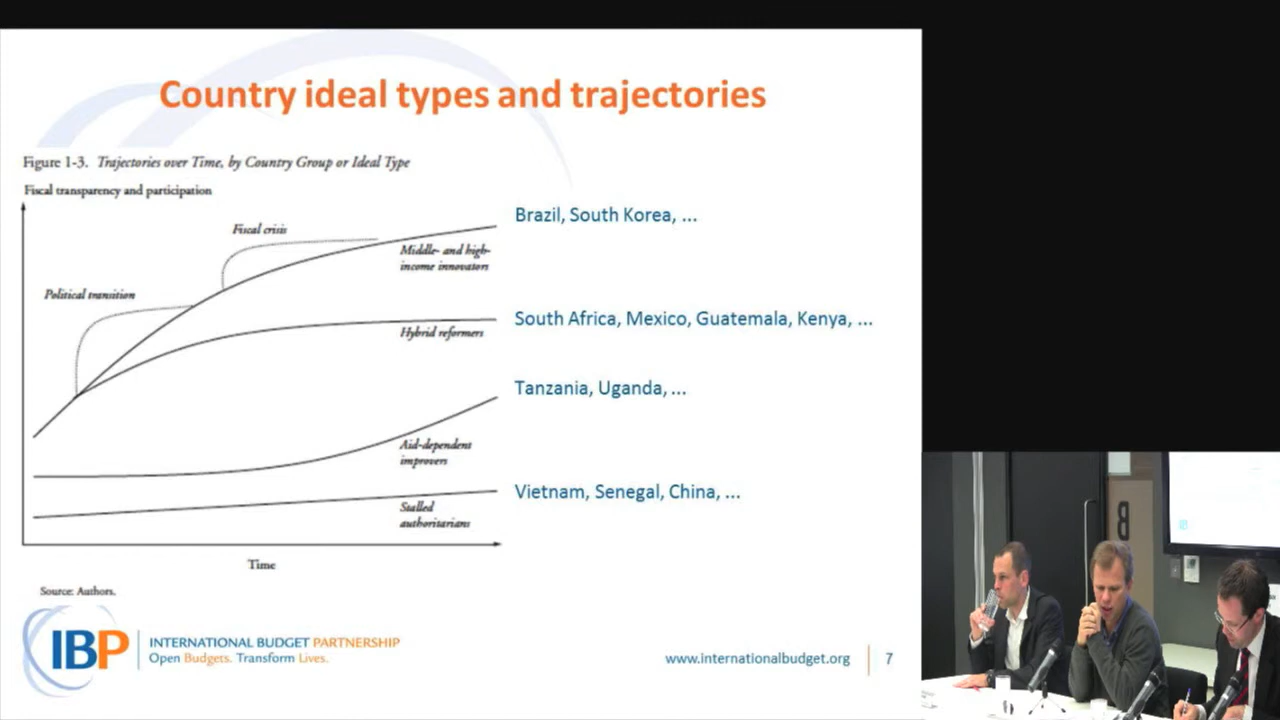 Country ideal types and trajectories
Figure 1-3. Trajectories over Time, by Country Group or Ideal Type
Fiscal transparency and participation
Fiscal crisis
Brazil, South Korea, ...
Middle- and high-
income innovators
Political transition
South Africa, Mexico, Guatemala, Kenya, ...
Hybrid reformers
Tanzania, Uganda, ...
Aid-dependent
improvers
Vietnam, Senegal, China, ...
Stalled
authoritarians
Time
Source: Authors.
IBP
INTERNATIONAL BUDGET PARTNERSHIP
Open Budgets. Transform Lives.
www.internationalbudget.org
7
B